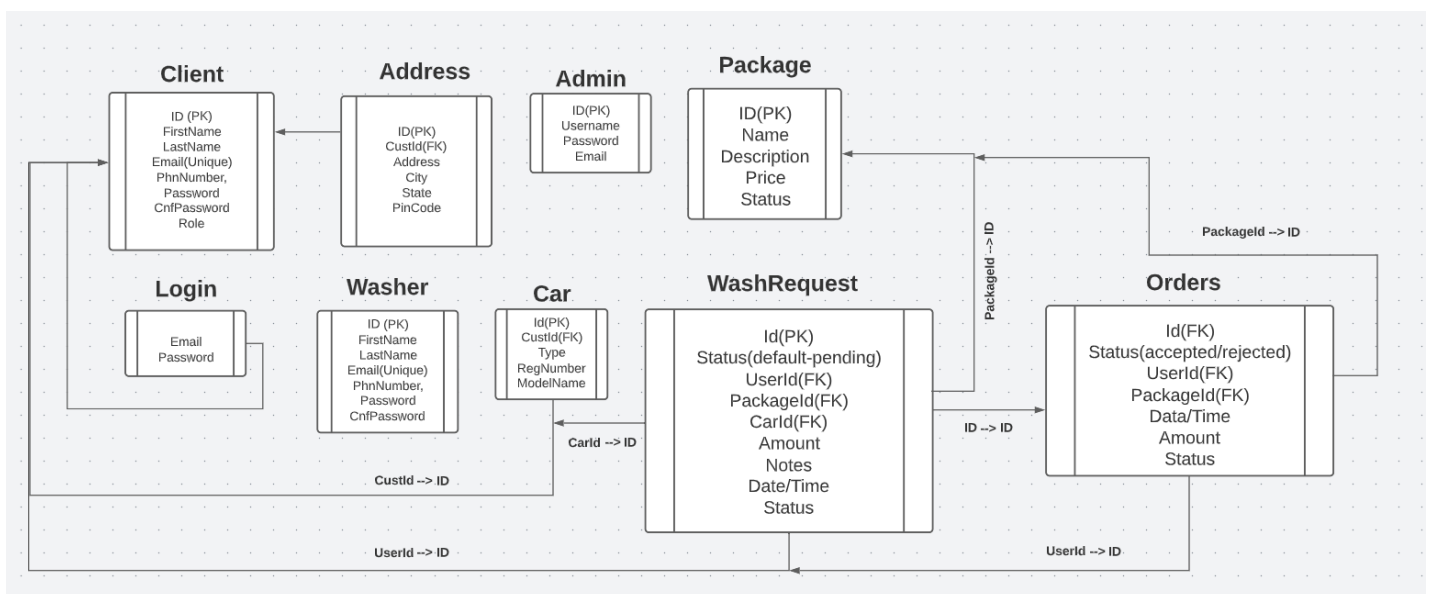 Client
ID (PK)
FirstName
LastName
Email(Unique)
PhnNumber,
Password
CnfPassword
Role
Address
ID(PK)
CustId(FK)
Address
City
State
PinCode
Admin
ID(PK)
Username
Password
Email
Package
ID(PK)
Name
Description
Price
Status
PackageId --> ID
PackageId --> ID
Login
Email
Password
Washer
ID (PK)
FirstName
LastName
Email(Unique)
PhnNumber,
Password
CnfPassword
Car
Id(PK)
CustId(FK)
Type
RegNumber
ModelName
WashRequest
Id(PK)
Status(default-pending)
UserId(FK)
PackageId(FK)
CarId(FK)
Amount
Notes
Date/Time
Status
Orders
Id(FK)
Status(accepted/rejected)
UserId(FK)
PackageId(FK)
Data/Time
Amount
Status
CarId --> ID
ID --> ID
CustId --> ID
UserId --> ID
UserId --> ID